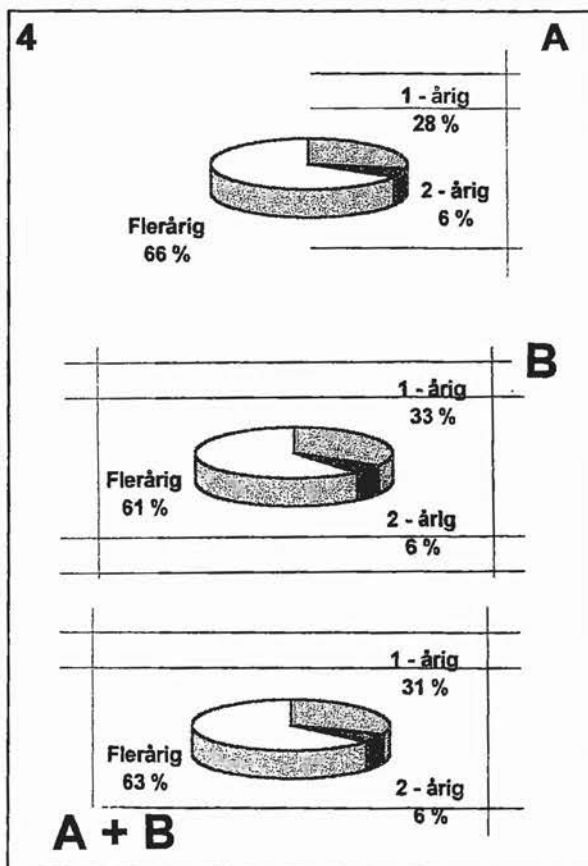 4
A
1 - årig
28 %
2 - årig
6 %
Flerårig
66 %
B
1 - årig
33 %
Flerårig
61 %
2 - årig
6 %
1 - årig
31 %
Flerårig
63 %
2 - årig
6 %
A + B